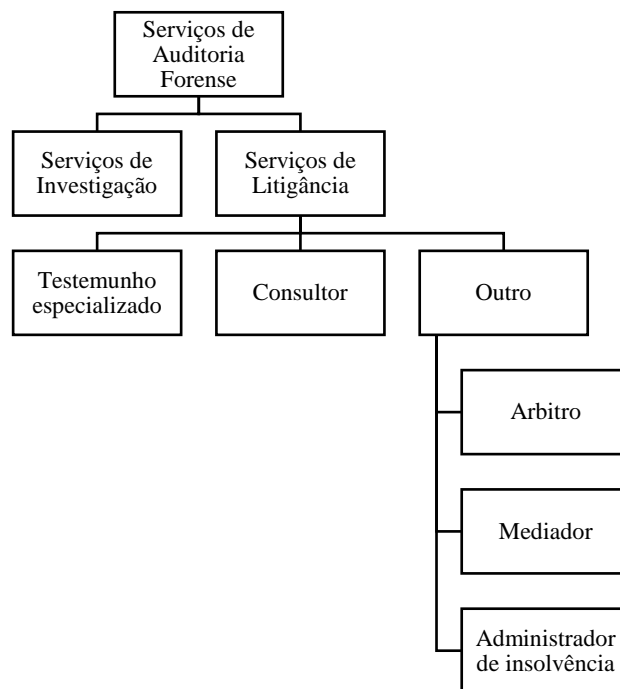 Serviços de
Auditoria
Forense
Serviços de
Investigação
Serviços de
Litigância
Testemunho
especializado
Consultor
Outro
Arbitro
Mediador
Administrador
de insolvência